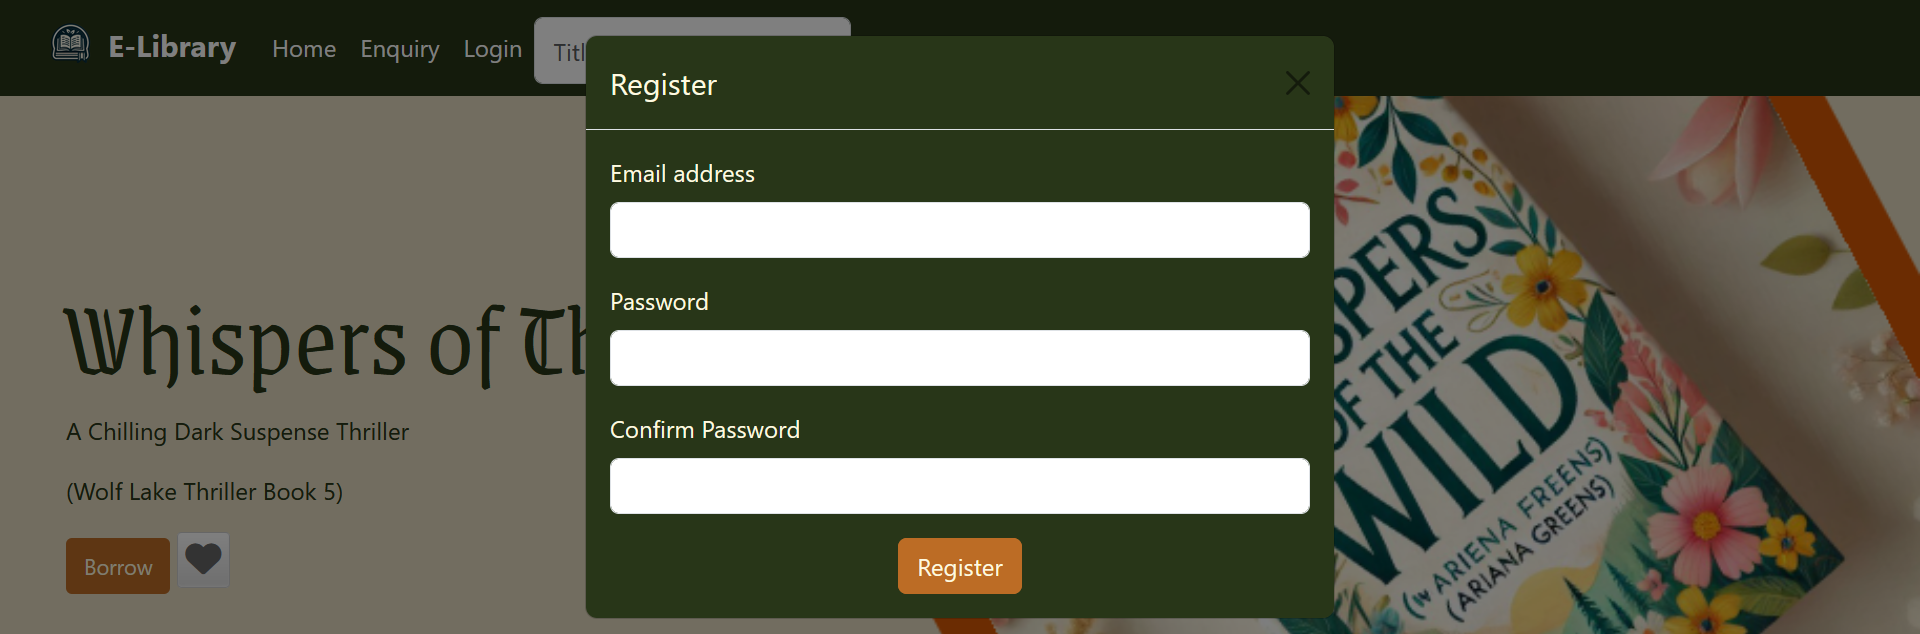 E-Library Home Enquiry Login Titl
Register
Email address
Password
Confirm Password
Register
Whispers of Th
A Chilling Dark Suspense Thriller
(Wolf Lake Thriller Book 5)
Borrow
SPERS
OF THE
WILD
ARIENA FREENS)
(ARIANA GREENS)